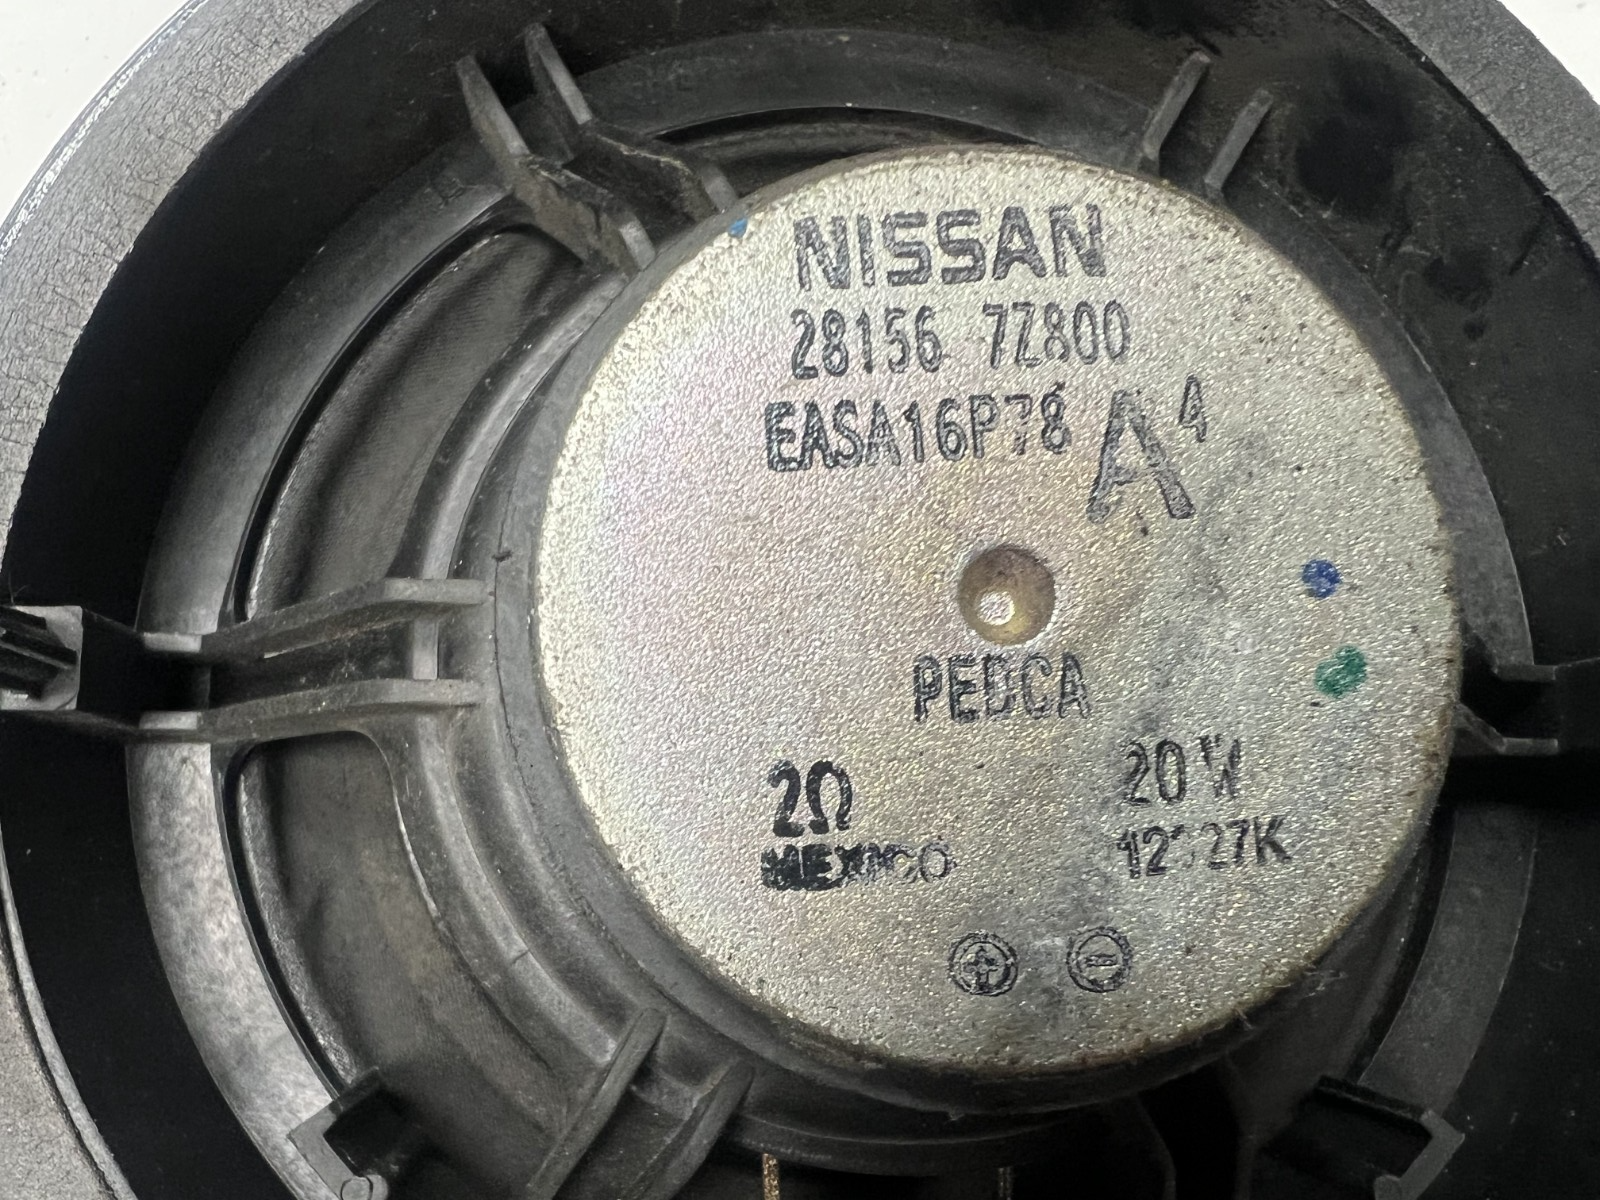 NISSAN
28156 7Z800
EASA16P78 A4
PEDCA
2Ω 20W
MEXICO